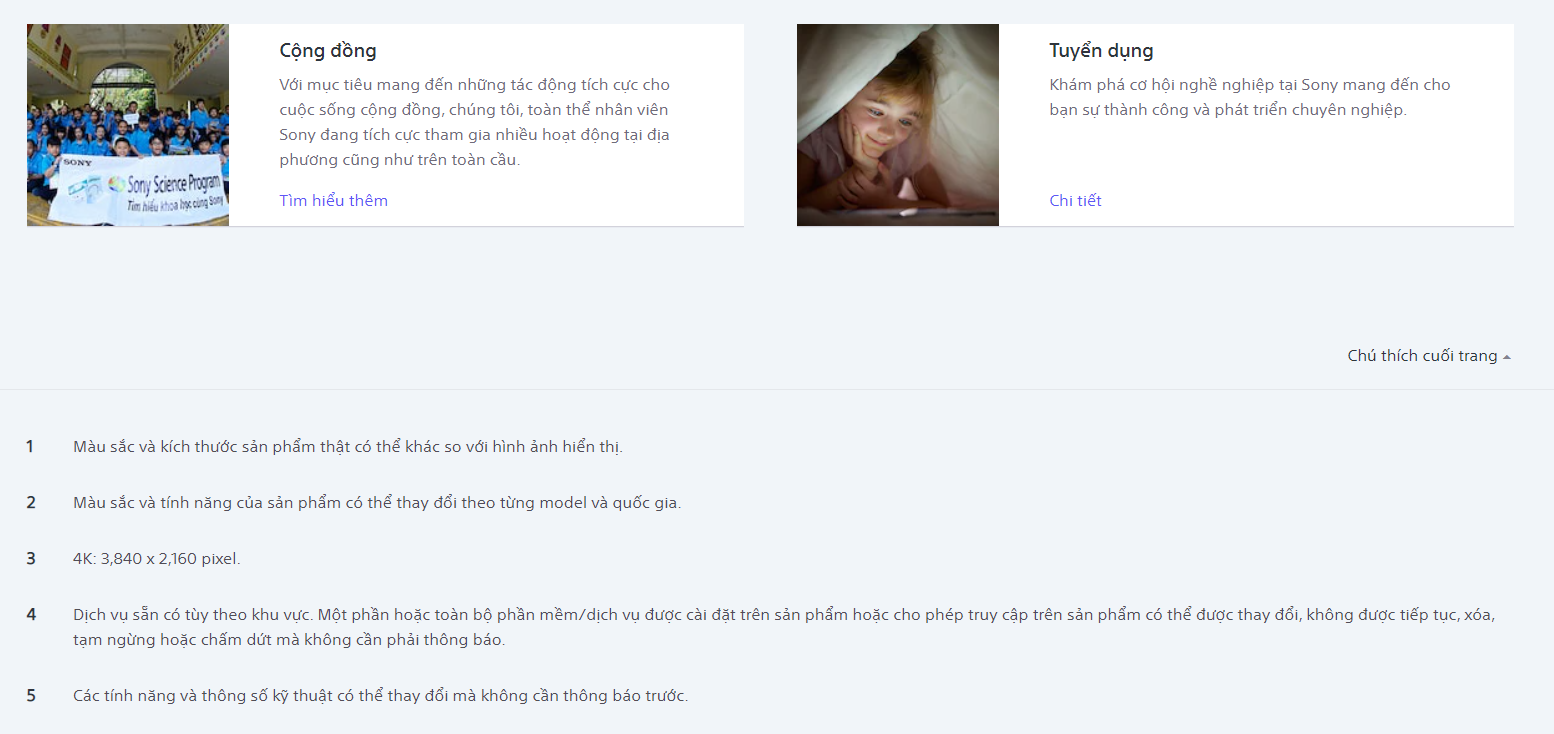 SONY
Sony Science Program
Tìm hiểu khoa học cùng Sony
Cộng đồng
Với mục tiêu mang đến những tác động tích cực cho
cuộc sống cộng đồng, chúng tôi, toàn thể nhân viên
Sony đang tích cực tham gia nhiều hoạt động tại địa
phương cũng như trên toàn cầu.
Tìm hiểu thêm
Tuyển dụng
Khám phá cơ hội nghề nghiệp tại Sony mang đến cho
bạn sự thành công và phát triển chuyên nghiệp.
Chi tiết
Chú thích cuối trang
1 Màu sắc và kích thước sản phẩm thật có thể khác so với hình ảnh hiển thị.
2 Màu sắc và tính năng của sản phẩm có thể thay đổi theo từng model và quốc gia.
3 4K: 3,840 x 2,160 pixel.
4 Dịch vụ sẵn có tùy theo khu vực. Một phần hoặc toàn bộ phần mềm/dịch vụ được cài đặt trên sản phẩm hoặc cho phép truy cập trên sản phẩm có thể được thay đổi, không được tiếp tục, xóa,
tạm ngừng hoặc chấm dứt mà không cần phải thông báo.
5 Các tính năng và thông số kỹ thuật có thể thay đổi mà không cần thông báo trước.